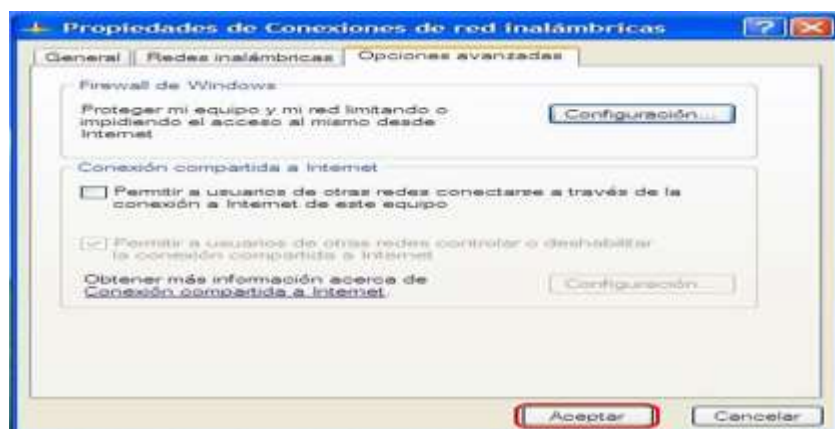 Propiedades de Conexiones de red inalámbricas
General
Redes inalámbricas
Opciones avanzadas
Firewall de Windows
Proteger mi equipo y mi red limitando o
impidiendo el acceso al mismo desde
Internet
Configuración...
Conexión compartida a Internet
Permitir a usuarios de otras redes conectarse a través de la
conexión a Internet de este equipo
Permitir a usuarios de otras redes controlar o deshabilitar
la conexión compartida a Internet
Obtener más información acerca de
Conexión compartida a Internet.
Configuración...
Aceptar
Cancelar